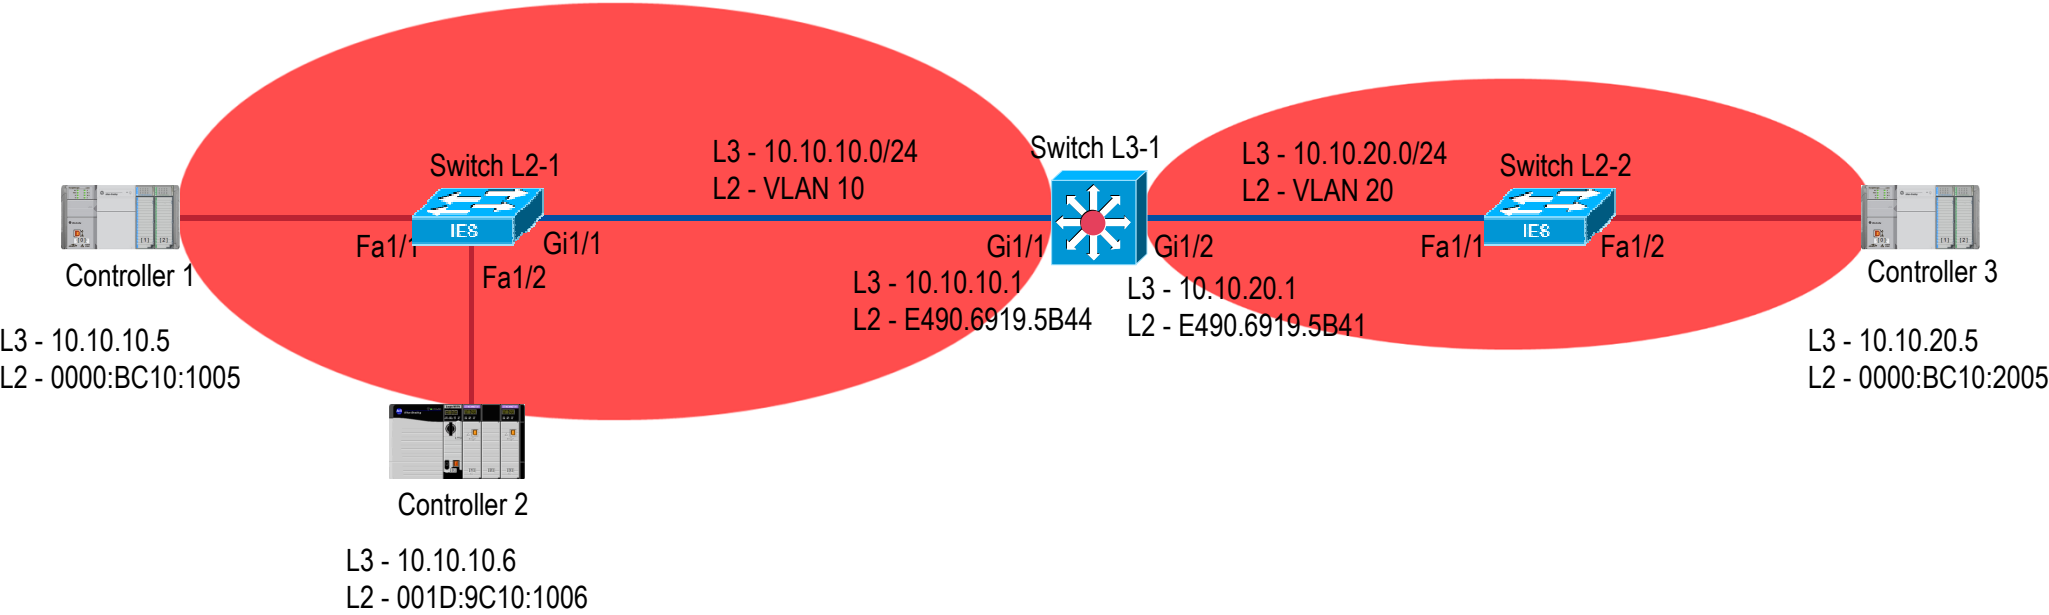 Switch L3-1
L3 - 10.10.10.0/24
L2 - VLAN 10
L3 - 10.10.20.0/24
L2 - VLAN 20
Switch L2-1
Switch L2-2
IES
IES
Fa1/1
Gi1/1
Fa1/2
Gi1/1
Gi1/2
Fa1/1
Fa1/2
Controller 1
L3 - 10.10.10.5
L2 - 0000:BC10:1005
L3 - 10.10.10.1
L2 - E490.6919.5B44
L3 - 10.10.20.1
L2 - E490.6919.5B41
Controller 3
L3 - 10.10.20.5
L2 - 0000:BC10:2005
Controller 2
L3 - 10.10.10.6
L2 - 001D:9C10:1006